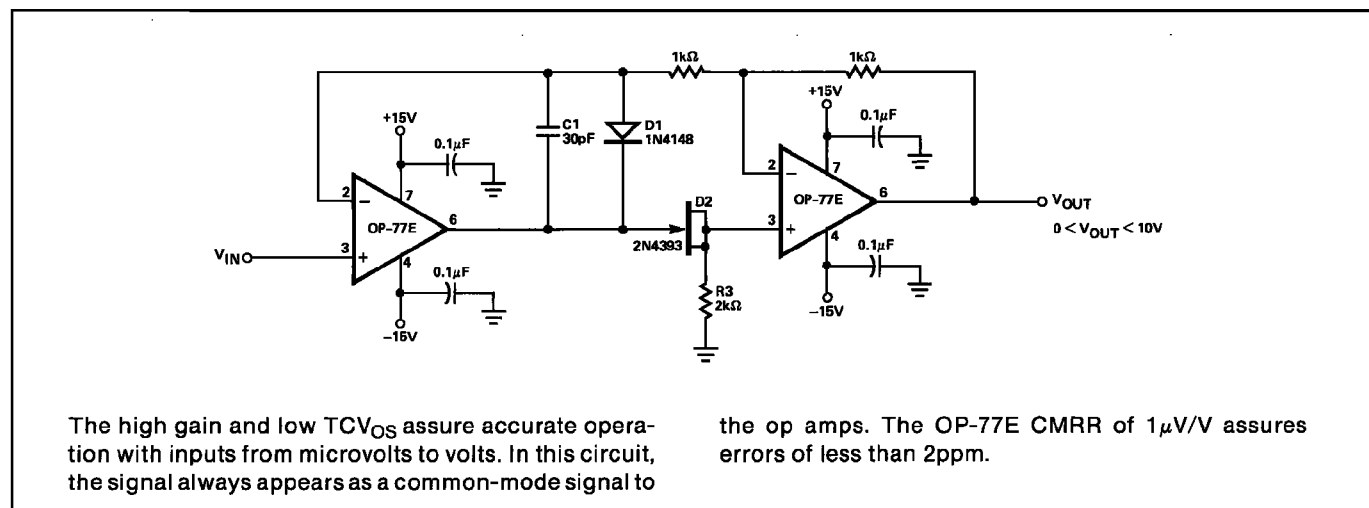 1kΩ
1kΩ
+15V
0.1μF
C1
30pF
D1
1N4148
+15V
0.1μF
2
7
OP-77E
6
3
4
VIN
0.1μF
−15V
D2
2N4393
R3
2kΩ
2
7
OP-77E
6
3
4
VOUT
0 < VOUT < 10V
0.1μF
−15V
The high gain and low TCVOS assure accurate opera-
tion with inputs from microvolts to volts. In this circuit,
the signal always appears as a common-mode signal to
the op amps. The OP-77E CMRR of 1μV/V assures
errors of less than 2ppm.